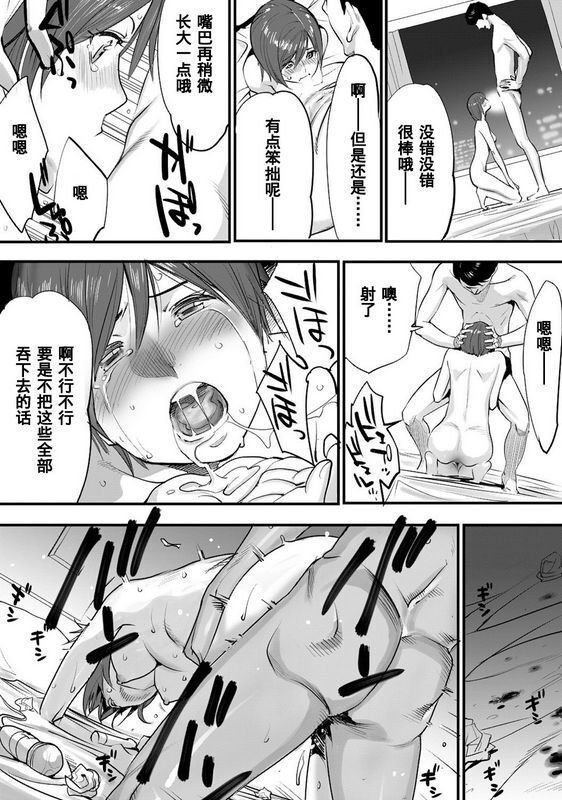 没错没错
很棒哦——
啊——但是还是……
有点笨拙呢——
嘴巴再稍微
长大一点哦
嗯嗯
嗯
嗯嗯——
噢——
射了
啊不行不行
要是不把这些全部
吞下去的话
ギシ
ギシ
ギシ
ギシ